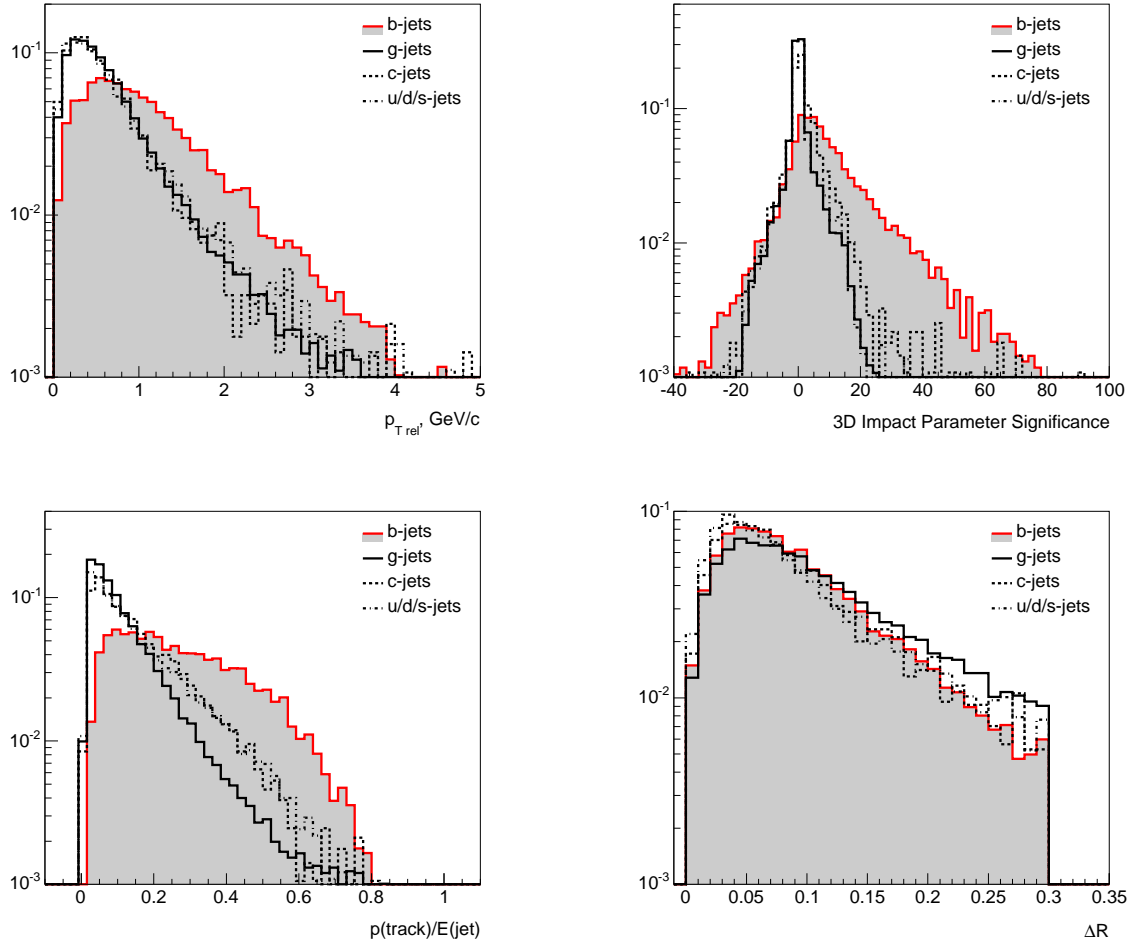 b-jets
g-jets
c-jets
u/d/s-jets
10^-1
10^-2
10^-3
0 1 2 3 4 5
p_T rel, GeV/c
b-jets
g-jets
c-jets
u/d/s-jets
10^-1
10^-2
10^-3
-40 -20 0 20 40 60 80 100
3D Impact Parameter Significance
b-jets
g-jets
c-jets
u/d/s-jets
10^-1
10^-2
10^-3
0 0.2 0.4 0.6 0.8 1
p(track)/E(jet)
10^-1
b-jets
g-jets
c-jets
u/d/s-jets
10^-2
10^-3
0 0.05 0.1 0.15 0.2 0.25 0.3 0.35
ΔR